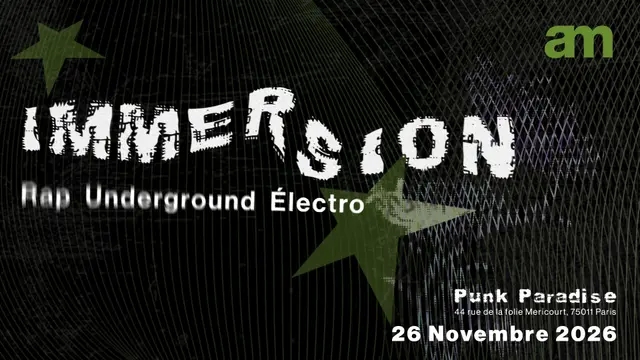 am
IMMERSION
Rap Underground Électro
Punk Paradise
44 rue de la folie Mericourt, 75011 Paris
26 Novembre 2026